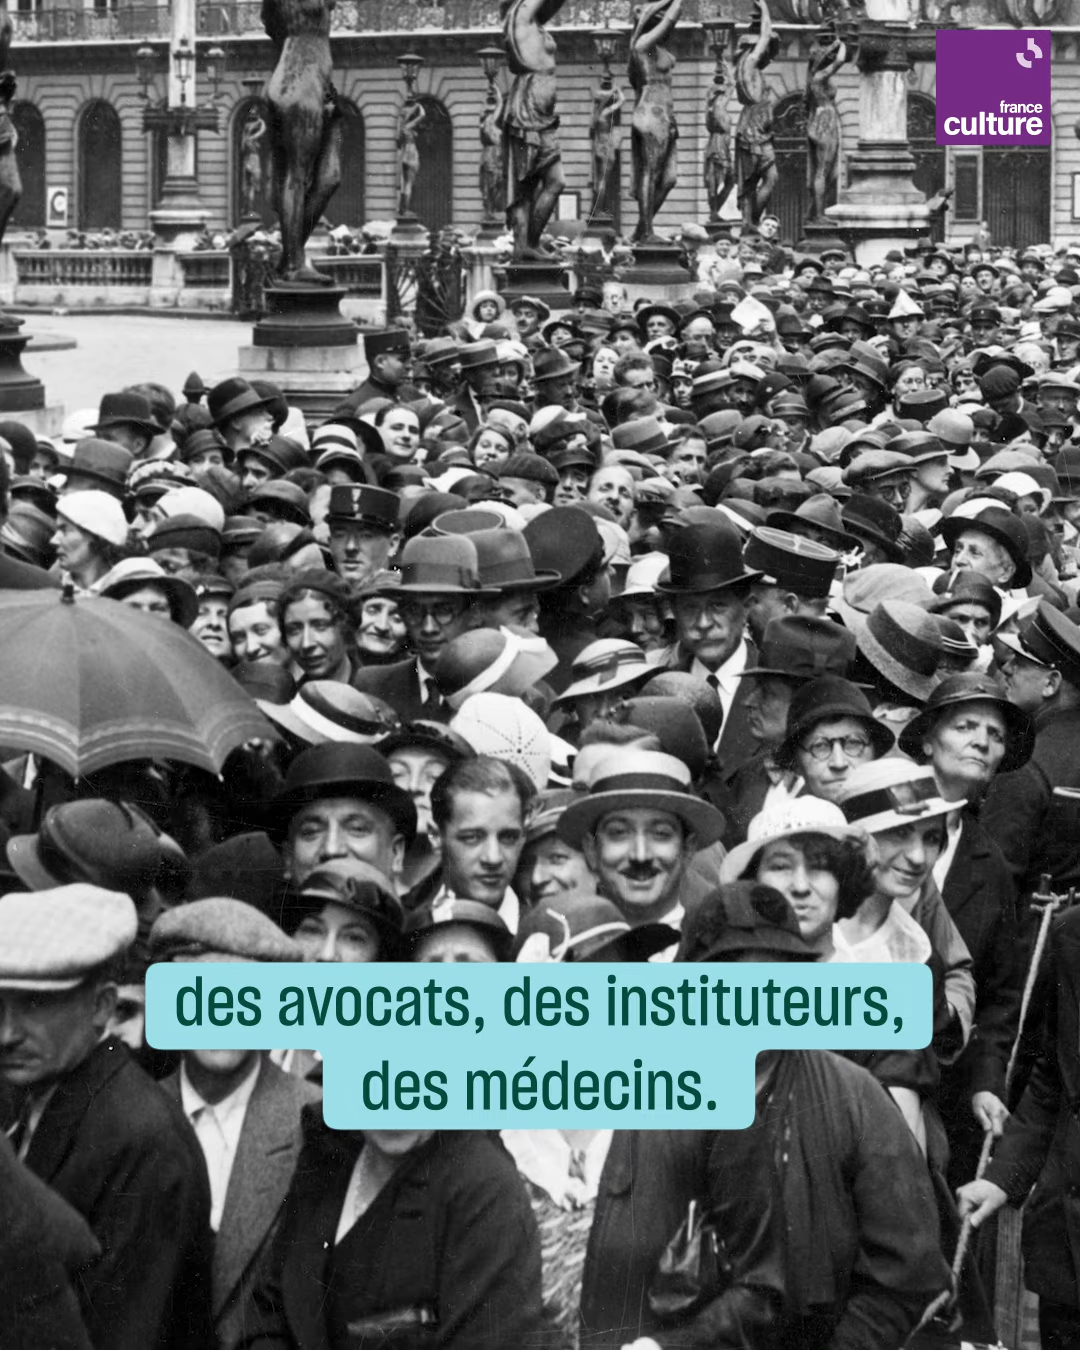 france
culture
des avocats, des instituteurs,
des médecins.